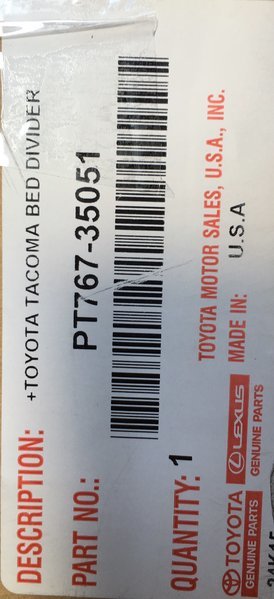 DESCRIPTION: +TOYOTA TACOMA BED DIVIDER
PART NO.: PT767-35051
QUANTITY: 1
TOYOTA MOTOR SALES, U.S.A., INC.
MADE IN: U.S.A
TOYOTA LEXUS
GENUINE PARTS GENUINE PARTS